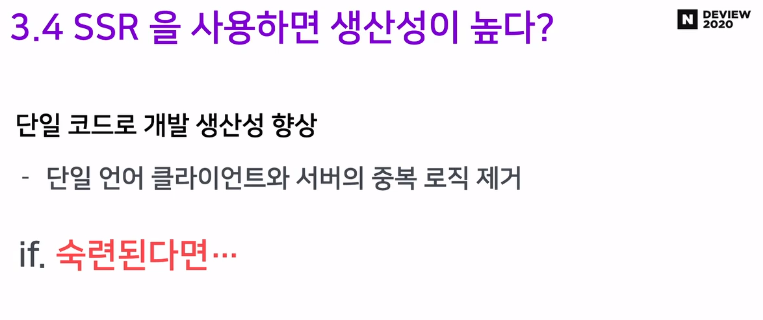 3.4 SSR 을 사용하면 생산성이 높다?
N DEVIEW
2020
단일 코드로 개발 생산성 향상
- 단일 언어 클라이언트와 서버의 중복 로직 제거
if. 숙련된다면…